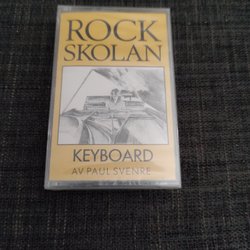 ROCK
SKOLAN
KEYBOARD
AV PAUL SVENRE